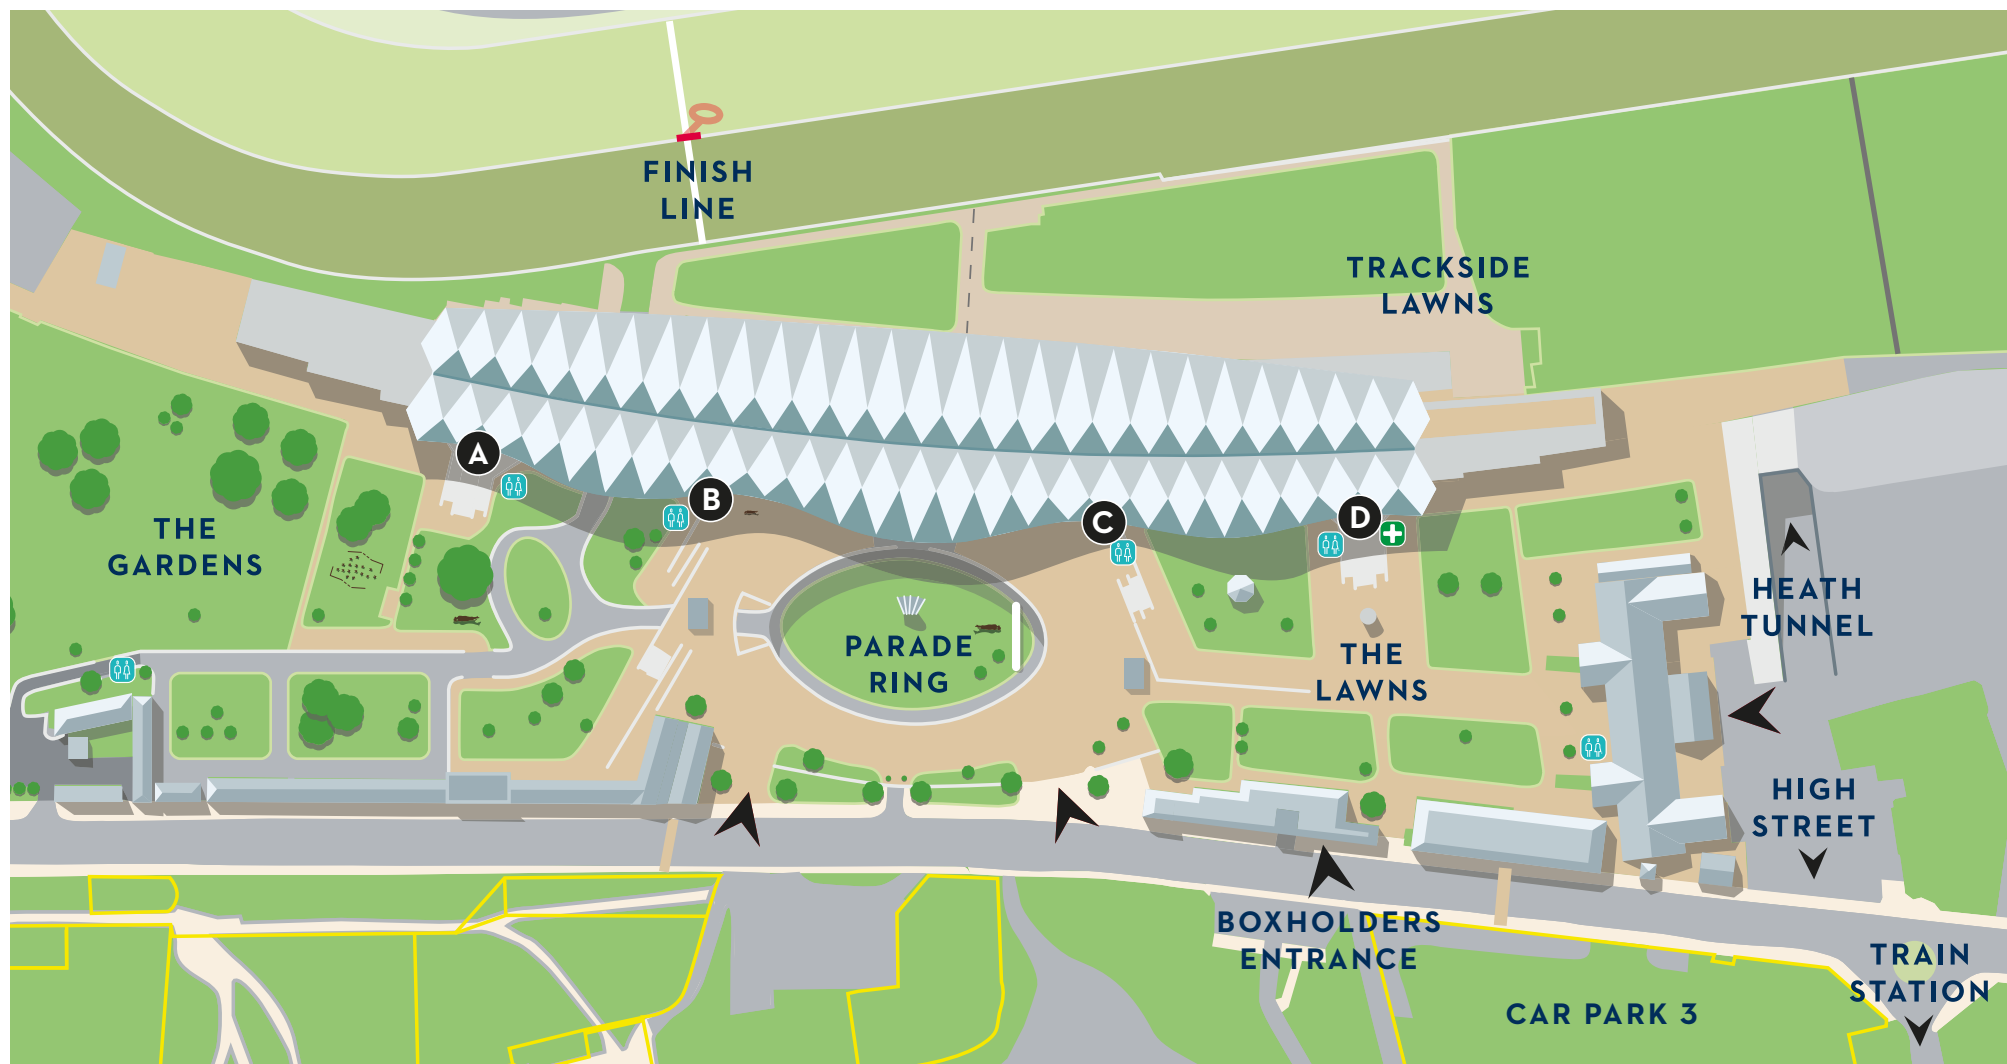 FINISH
LINE
TRACKSIDE
LAWNS
A
B
C
D
THE
GARDENS
PARADE
RING
THE
LAWNS
HEATH
TUNNEL
HIGH
STREET
BOXHOLDERS
ENTRANCE
TRAIN
STATION
CAR PARK 3